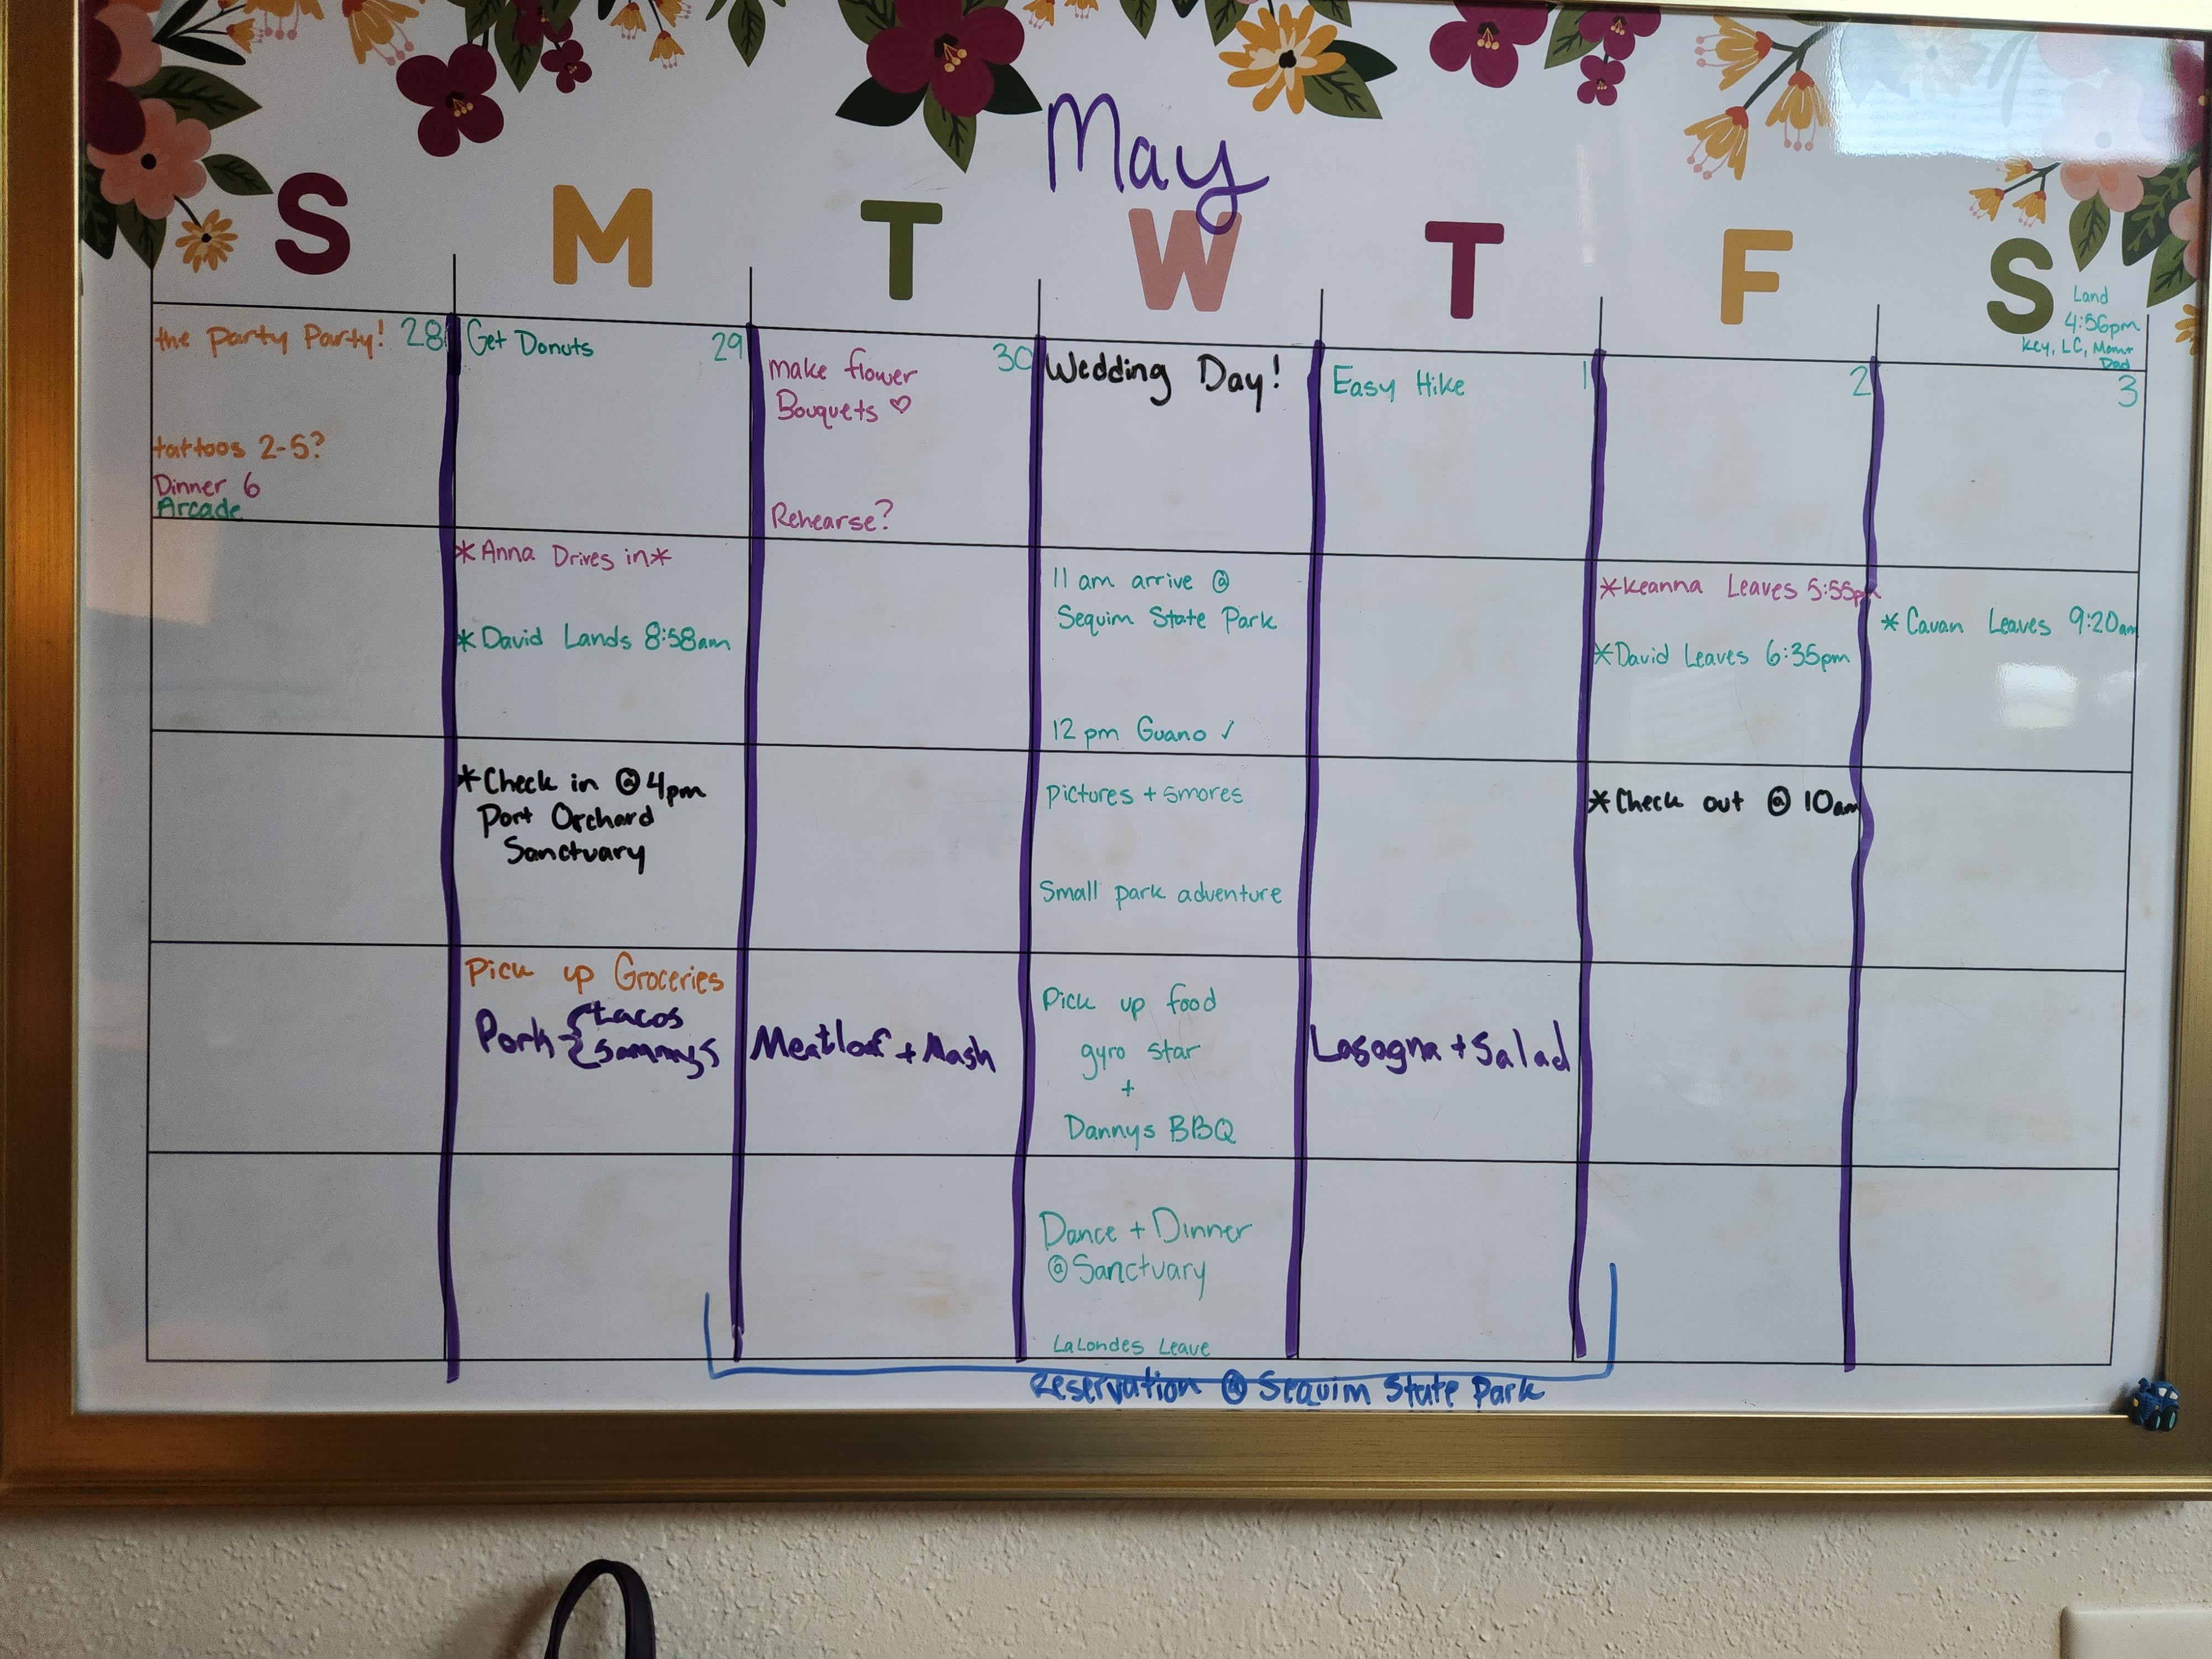 May
S M T W T F S
Land
4:56pm
Key, LC, Mom+
Dad
the Party Party! 28
tattoos 2-5?
Dinner 6
Arcade
Get Donuts 29
*Anna Drives in*
*David Lands 8:58am
*Check in @ 4pm
Port Orchard
Sanctuary
Pick up Groceries
Pork-{tacos
sammys
make flower 30
Bouquets ♡
Rehearse?
Meatloaf + Mash
Wedding Day!
11 am arrive @
Sequim State Park
12 pm Guano ✓
pictures + smores
Small park adventure
Pick up food
gyro star
+
Dannys BBQ
Dance + Dinner
@ Sanctuary
LaLondes Leave
Easy Hike 1
Lasagna + Salad
2
*Keanna Leaves 5:55pm
*David Leaves 6:35pm
*Check out @ 10am
3
*Cavan Leaves 9:20am
Reservation @ Sequim State Park